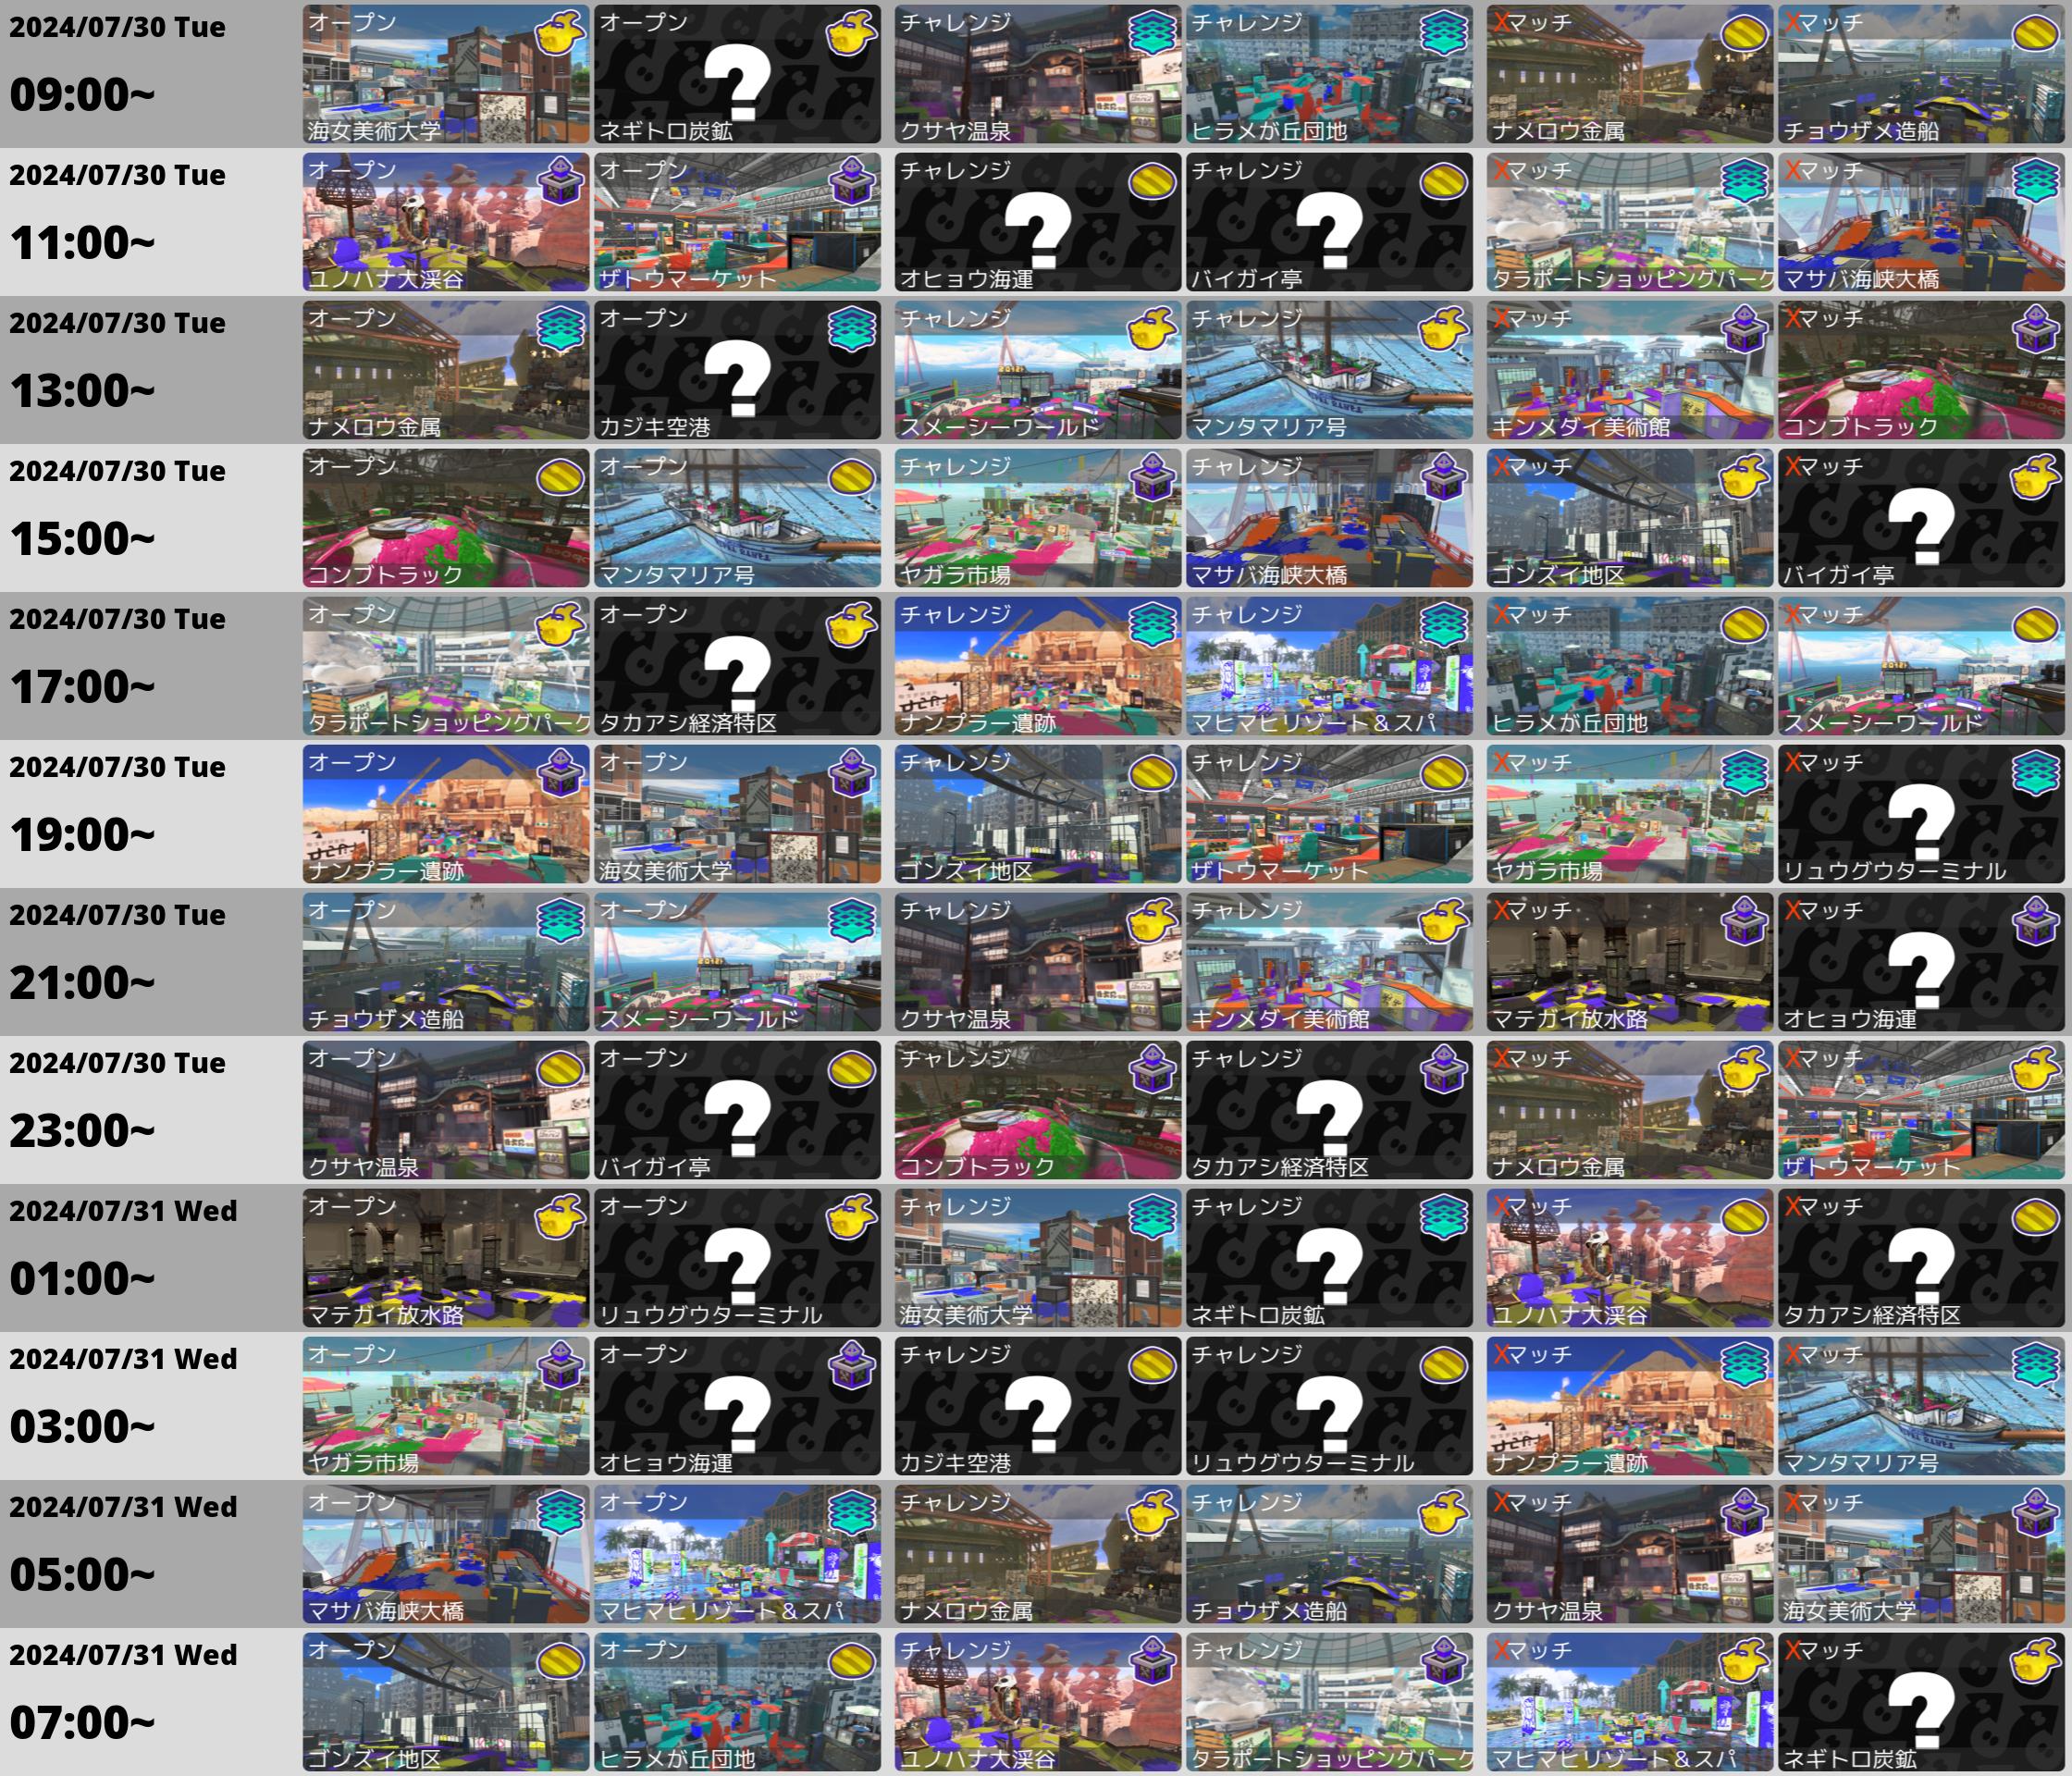 2024/07/30 Tue
09:00~
オープン オープン チャレンジ チャレンジ Xマッチ Xマッチ
海女美術大学 ネギトロ炭鉱 クサヤ温泉 ヒラメが丘団地 ナメロウ金属 チョウザメ造船
2024/07/30 Tue
11:00~
オープン オープン チャレンジ チャレンジ Xマッチ Xマッチ
ユノハナ大渓谷 ザトウマーケット オヒョウ海運 バイガイ亭 タラポートショッピングパーク マサバ海峡大橋
2024/07/30 Tue
13:00~
オープン オープン チャレンジ チャレンジ Xマッチ Xマッチ
ナメロウ金属 カジキ空港 スメーシーワールド マンタマリア号 キンメダイ美術館 コンブトラック
2024/07/30 Tue
15:00~
オープン オープン チャレンジ チャレンジ Xマッチ Xマッチ
コンブトラック マンタマリア号 ヤガラ市場 マサバ海峡大橋 ゴンズイ地区 バイガイ亭
2024/07/30 Tue
17:00~
オープン オープン チャレンジ チャレンジ Xマッチ Xマッチ
タラポートショッピングパーク タカアシ経済特区 ナンプラー遺跡 マヒマヒリゾート&スパ ヒラメが丘団地 スメーシーワールド
2024/07/30 Tue
19:00~
オープン オープン チャレンジ チャレンジ Xマッチ Xマッチ
ナンプラー遺跡 海女美術大学 ゴンズイ地区 ザトウマーケット ヤガラ市場 リュウグウターミナル
2024/07/30 Tue
21:00~
オープン オープン チャレンジ チャレンジ Xマッチ Xマッチ
チョウザメ造船 スメーシーワールド クサヤ温泉 キンメダイ美術館 マテガイ放水路 オヒョウ海運
2024/07/30 Tue
23:00~
オープン オープン チャレンジ チャレンジ Xマッチ Xマッチ
クサヤ温泉 バイガイ亭 コンブトラック タカアシ経済特区 ナメロウ金属 ザトウマーケット
2024/07/31 Wed
01:00~
オープン オープン チャレンジ チャレンジ Xマッチ Xマッチ
マテガイ放水路 リュウグウターミナル 海女美術大学 ネギトロ炭鉱 ユノハナ大渓谷 タカアシ経済特区
2024/07/31 Wed
03:00~
オープン オープン チャレンジ チャレンジ Xマッチ Xマッチ
ヤガラ市場 オヒョウ海運 カジキ空港 リュウグウターミナル ナンプラー遺跡 マンタマリア号
2024/07/31 Wed
05:00~
オープン オープン チャレンジ チャレンジ Xマッチ Xマッチ
マサバ海峡大橋 マヒマヒリゾート&スパ ナメロウ金属 チョウザメ造船 クサヤ温泉 海女美術大学
2024/07/31 Wed
07:00~
オープン オープン チャレンジ チャレンジ Xマッチ Xマッチ
ゴンズイ地区 ヒラメが丘団地 ユノハナ大渓谷 タラポートショッピングパーク マヒマヒリゾート&スパ ネギトロ炭鉱